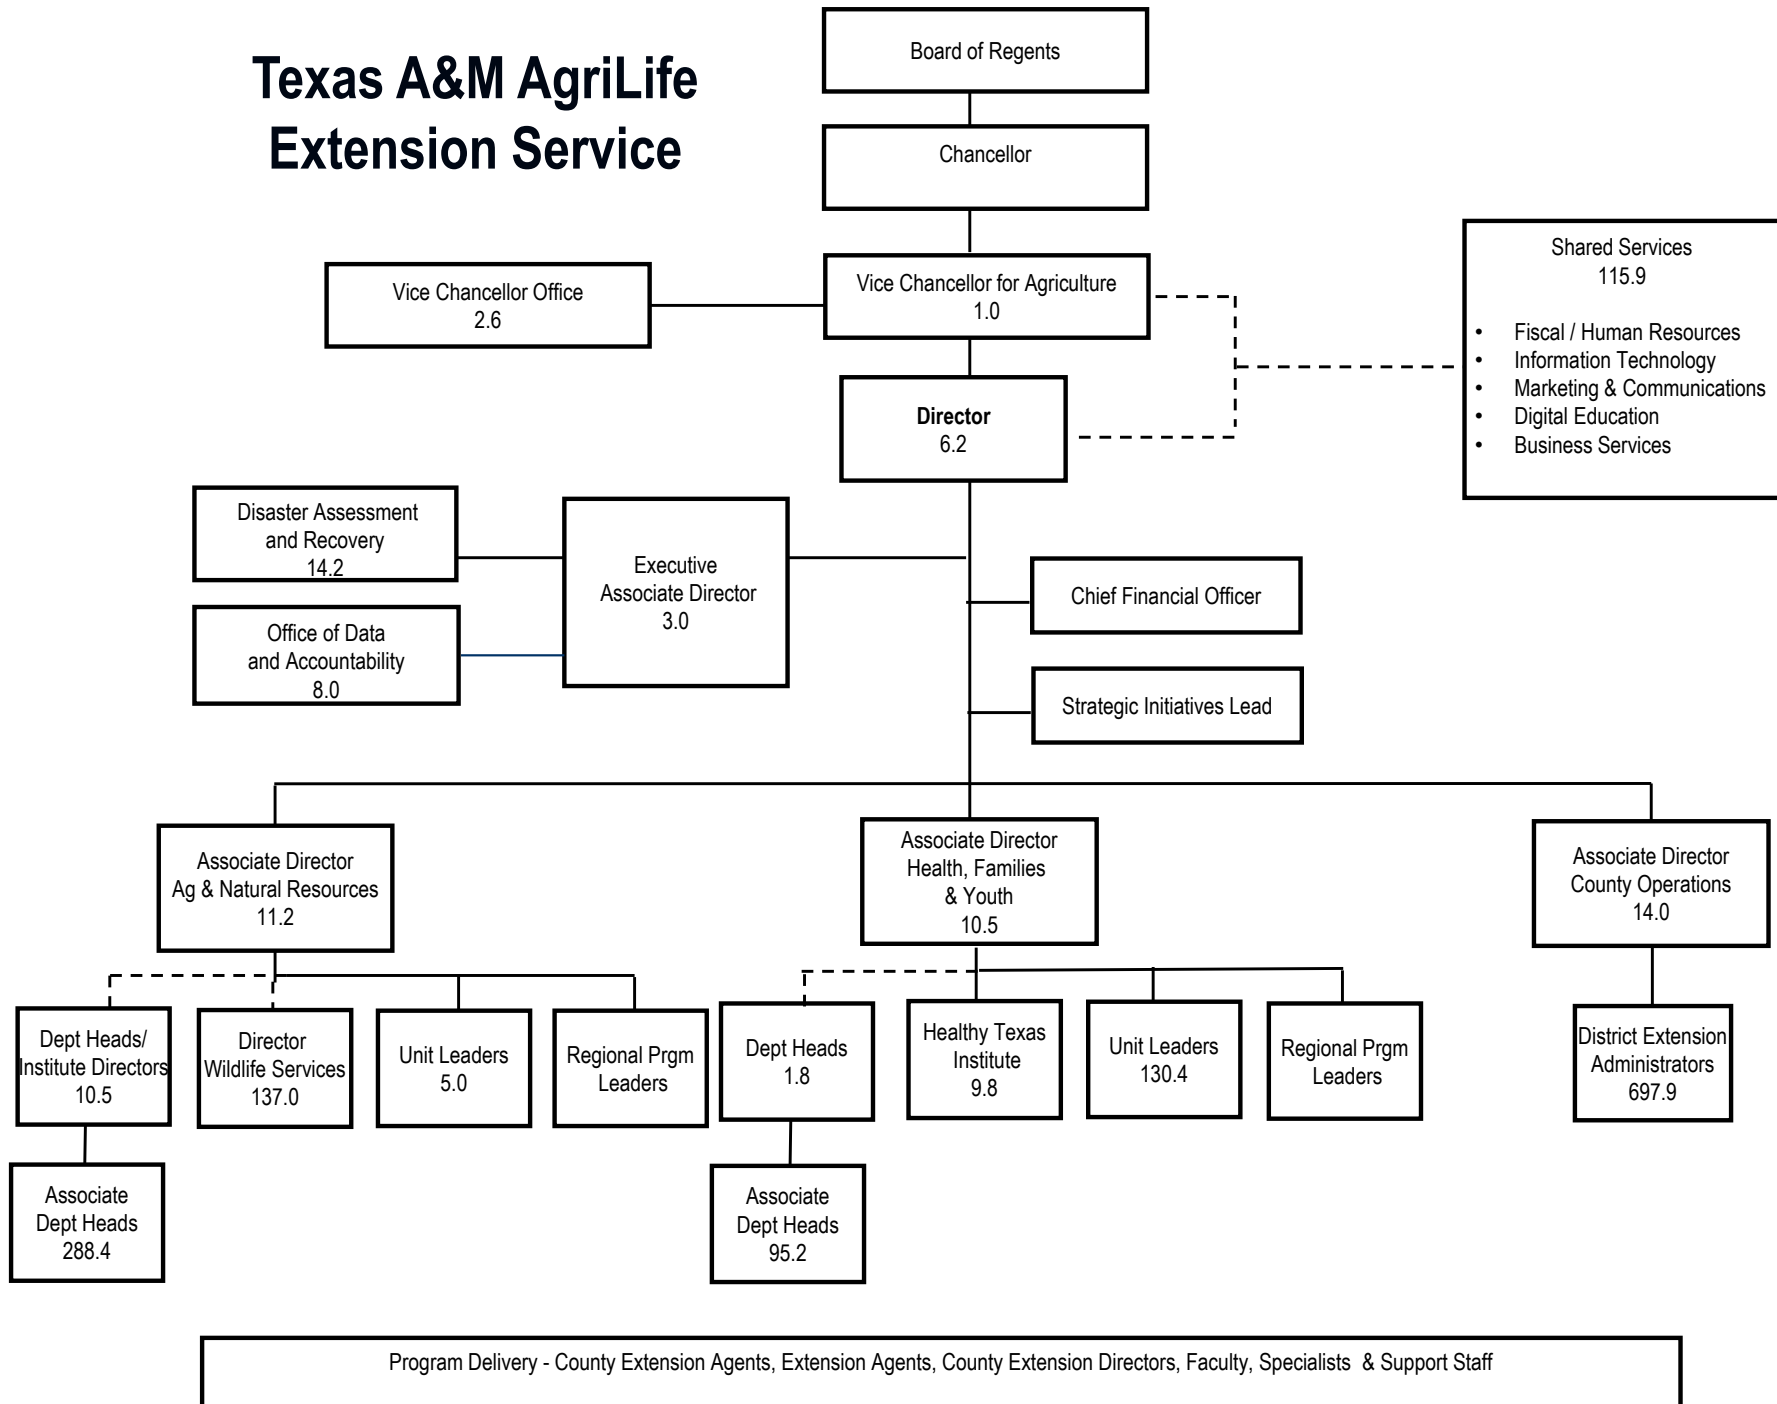 Texas A&M AgriLife
Extension Service
Board of Regents
Chancellor
Vice Chancellor Office
2.6
Vice Chancellor for Agriculture
1.0
Shared Services
115.9
• Fiscal / Human Resources
• Information Technology
• Marketing & Communications
• Digital Education
• Business Services
Director
6.2
Disaster Assessment
and Recovery
14.2
Office of Data
and Accountability
8.0
Executive
Associate Director
3.0
Chief Financial Officer
Strategic Initiatives Lead
Associate Director
Ag & Natural Resources
11.2
Associate Director
Health, Families
& Youth
10.5
Associate Director
County Operations
14.0
Dept Heads/
Institute Directors
10.5
Director
Wildlife Services
137.0
Unit Leaders
5.0
Regional Prgm
Leaders
Dept Heads
1.8
Healthy Texas
Institute
9.8
Unit Leaders
130.4
Regional Prgm
Leaders
District Extension
Administrators
697.9
Associate
Dept Heads
288.4
Associate
Dept Heads
95.2
Program Delivery - County Extension Agents, Extension Agents, County Extension Directors, Faculty, Specialists & Support Staff